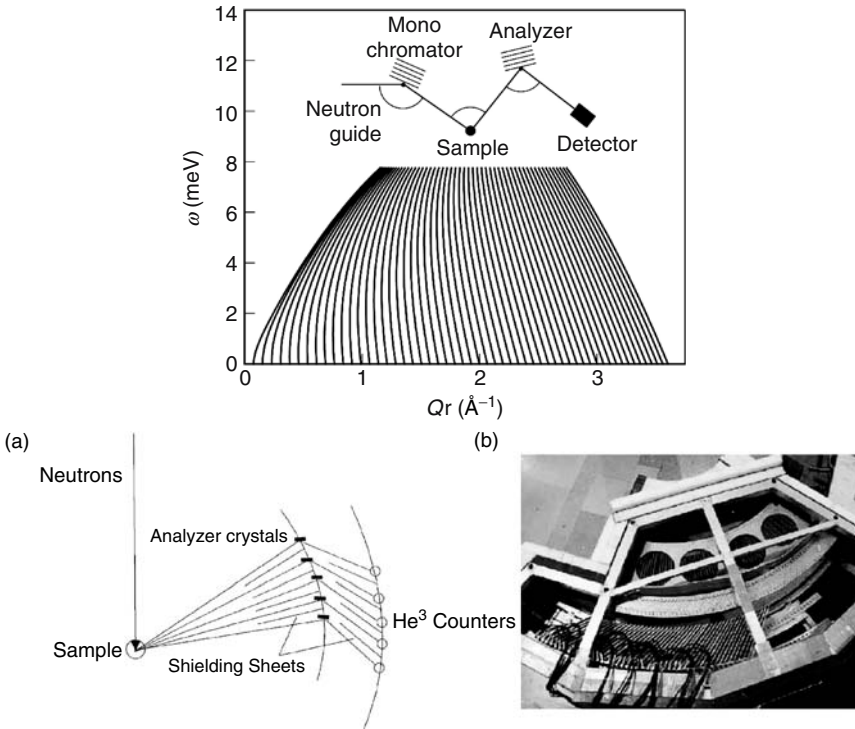 14
12
10
8
6
4
2
0
ω (meV)
Mono
chromator
Analyzer
Neutron
guide
Sample
Detector
0
1
2
3
Qr (Å⁻¹)
(a)
Neutrons
Analyzer crystals
He³ Counters
Sample
Shielding Sheets
(b)